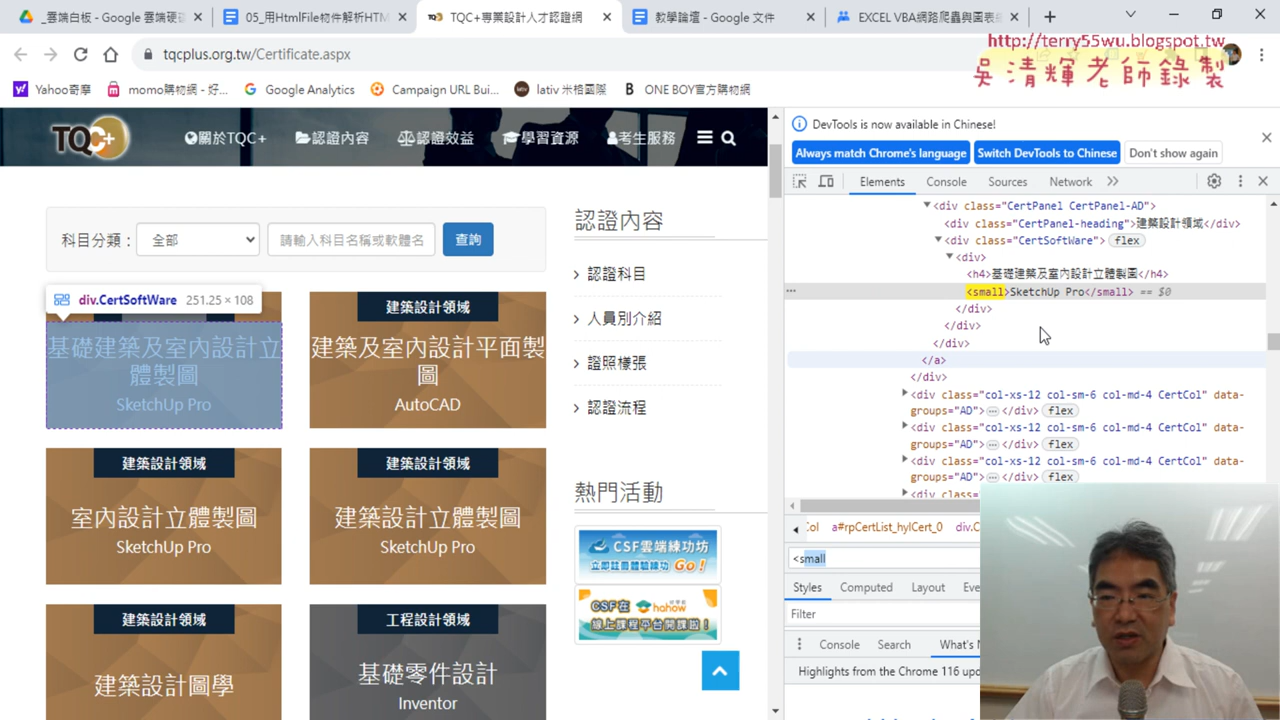 _雲端白板 - Google 雲端硬碟
05_用HtmlFile物件解析HTM
TQC+專業設計人才認證網
教學論壇 - Google 文件
EXCEL VBA網路爬蟲與圖表
http://terry55wu.blogspot.tw
tqcplus.org.tw/Certificate.aspx
吳清輝老師錄製
Yahoo奇摩
momo購物網 - 好...
Google Analytics
Campaign URL Bui...
lativ 米格國際
ONE BOY官方購物網
TQC+
關於TQC+
認證內容
認證效益
學習資源
考生服務
科目分類：
全部
請輸入科目名稱或軟體名
查詢
div.CertSoftWare 251.25 × 108
基礎建築及室內設計立
體製圖
SketchUp Pro
建築設計領域
建築及室內設計平面製
圖
AutoCAD
建築設計領域
室內設計立體製圖
SketchUp Pro
建築設計領域
建築設計立體製圖
SketchUp Pro
建築設計領域
建築設計圖學
工程設計領域
基礎零件設計
Inventor
認證內容
認證科目
人員別介紹
證照樣張
認證流程
熱門活動
CSF雲端練功坊
立即註冊體驗練功 Go!
CSF在 hahow
線上課程平台開課啦!
DevTools is now available in Chinese!
Always match Chrome's language
Switch DevTools to Chinese
Don't show again
Elements
Console
Sources
Network
<div class="CertPanel CertPanel-AD">
<div class="CertPanel-heading">建築設計領域</div>
<div class="CertSoftWare"> flex
<div>
<h4>基礎建築及室內設計立體製圖</h4>
<small>SketchUp Pro</small> == $0
</div>
</div>
</div>
</a>
</div>
<div class="col-xs-12 col-sm-6 col-md-4 CertCol" data-
groups="AD">⋯</div> flex
<div class="col-xs-12 col-sm-6 col-md-4 CertCol" data-
groups="AD">⋯</div> flex
<div class="col-xs-12 col-sm-6 col-md-4 CertCol" data-
groups="AD">⋯</div> flex
Col
a#rpCertList_hylCert_0
div.C
<small
Styles
Computed
Layout
Eve
Filter
Console
Search
What's N
Highlights from the Chrome 116 upd